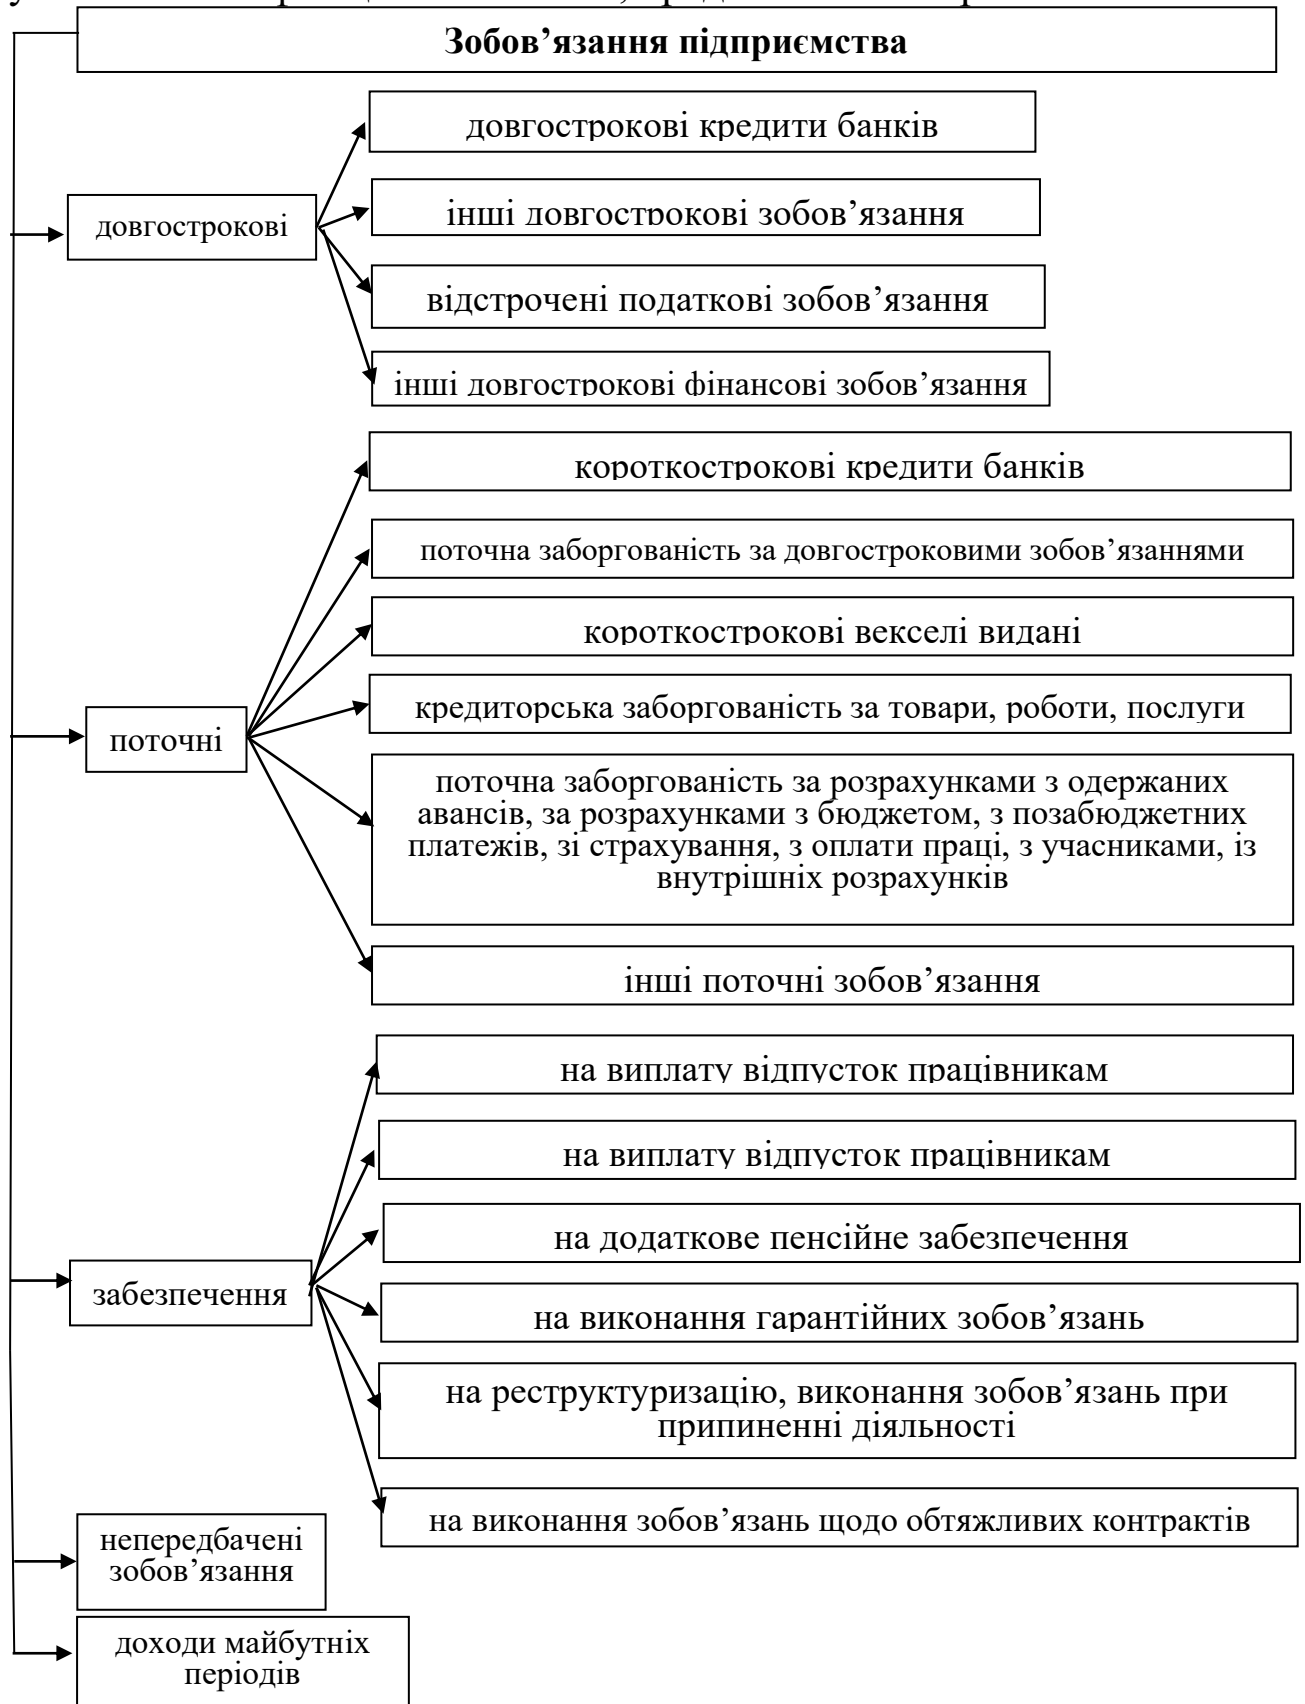 Зобов’язання підприємства
довгострокові кредити банків
інші довгострокові зобов’язання
довгострокові
відстрочені податкові зобов’язання
інші довгострокові фінансові зобов’язання
короткострокові кредити банків
поточна заборгованість за довгостроковими зобов’язаннями
короткострокові векселі видані
кредиторська заборгованість за товари, роботи, послуги
поточні
поточна заборгованість за розрахунками з одержаних
авансів, за розрахунками з бюджетом, з позабюджетних
платежів, зі страхування, з оплати праці, з учасниками, із
внутрішніх розрахунків
інші поточні зобов’язання
на виплату відпусток працівникам
на виплату відпусток працівникам
на додаткове пенсійне забезпечення
забезпечення
на виконання гарантійних зобов’язань
на реструктуризацію, виконання зобов’язань при
припиненні діяльності
на виконання зобов’язань щодо обтяжливих контрактів
непередбачені
зобов’язання
доходи майбутніх
періодів